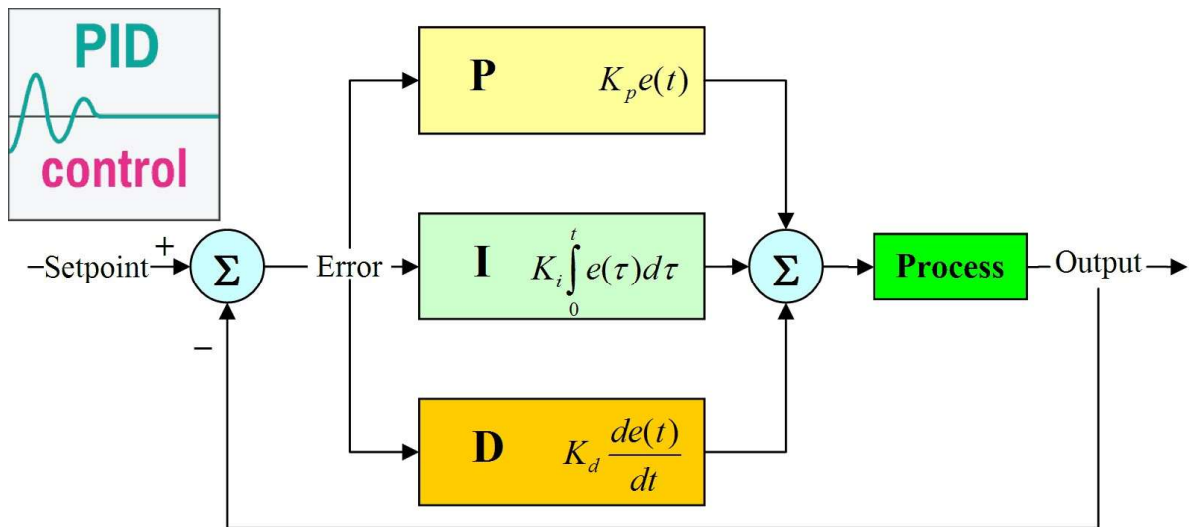 PID
control
P K_p e(t)
+
–Setpoint
Σ
Error
I K_i ∫_0^t e(τ)dτ
Σ
Process
Output
–
D K_d de(t)/dt